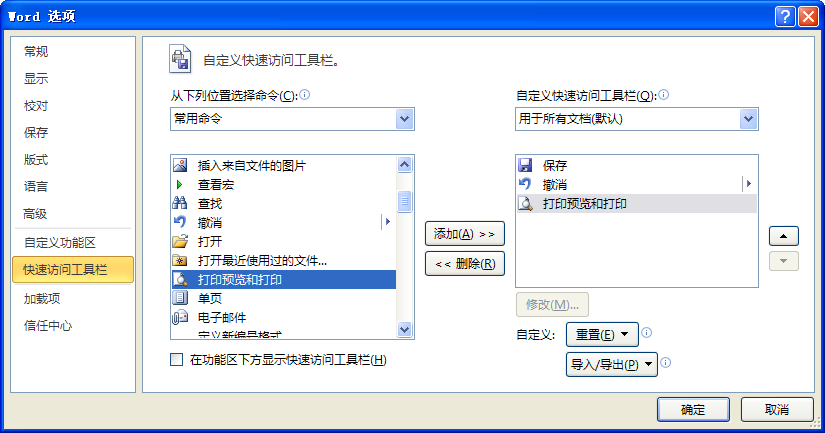 Word 选项
常规
显示
校对
保存
版式
语言
高级
自定义功能区
快速访问工具栏
加载项
信任中心
自定义快速访问工具栏。
从下列位置选择命令(C):
常用命令
插入来自文件的图片
查看宏
查找
撤消
打开
打开最近使用过的文件...
打印预览和打印
单页
电子邮件
定义新编号格式
在功能区下方显示快速访问工具栏(H)
添加(A) >>
<< 删除(R)
自定义快速访问工具栏(Q):
用于所有文档(默认)
保存
撤消
打印预览和打印
修改(M)...
自定义:
重置(E)
导入/导出(P)
确定
取消